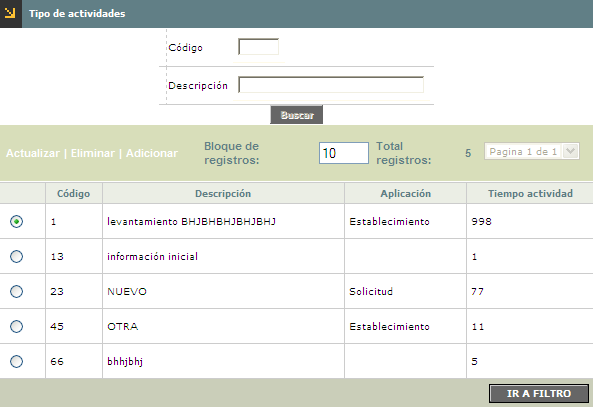 Tipo de actividades
Código
Descripción
Buscar
Actualizar | Eliminar | Adicionar Bloque de registros: 10 Total registros: 5 Pagina 1 de 1
Código Descripción Aplicación Tiempo actividad
1 levantamiento BHJBHBHJBHJBHJ Establecimiento 998
13 información inicial 1
23 NUEVO Solicitud 77
45 OTRA Establecimiento 11
66 bhhjbhj 5
IR A FILTRO